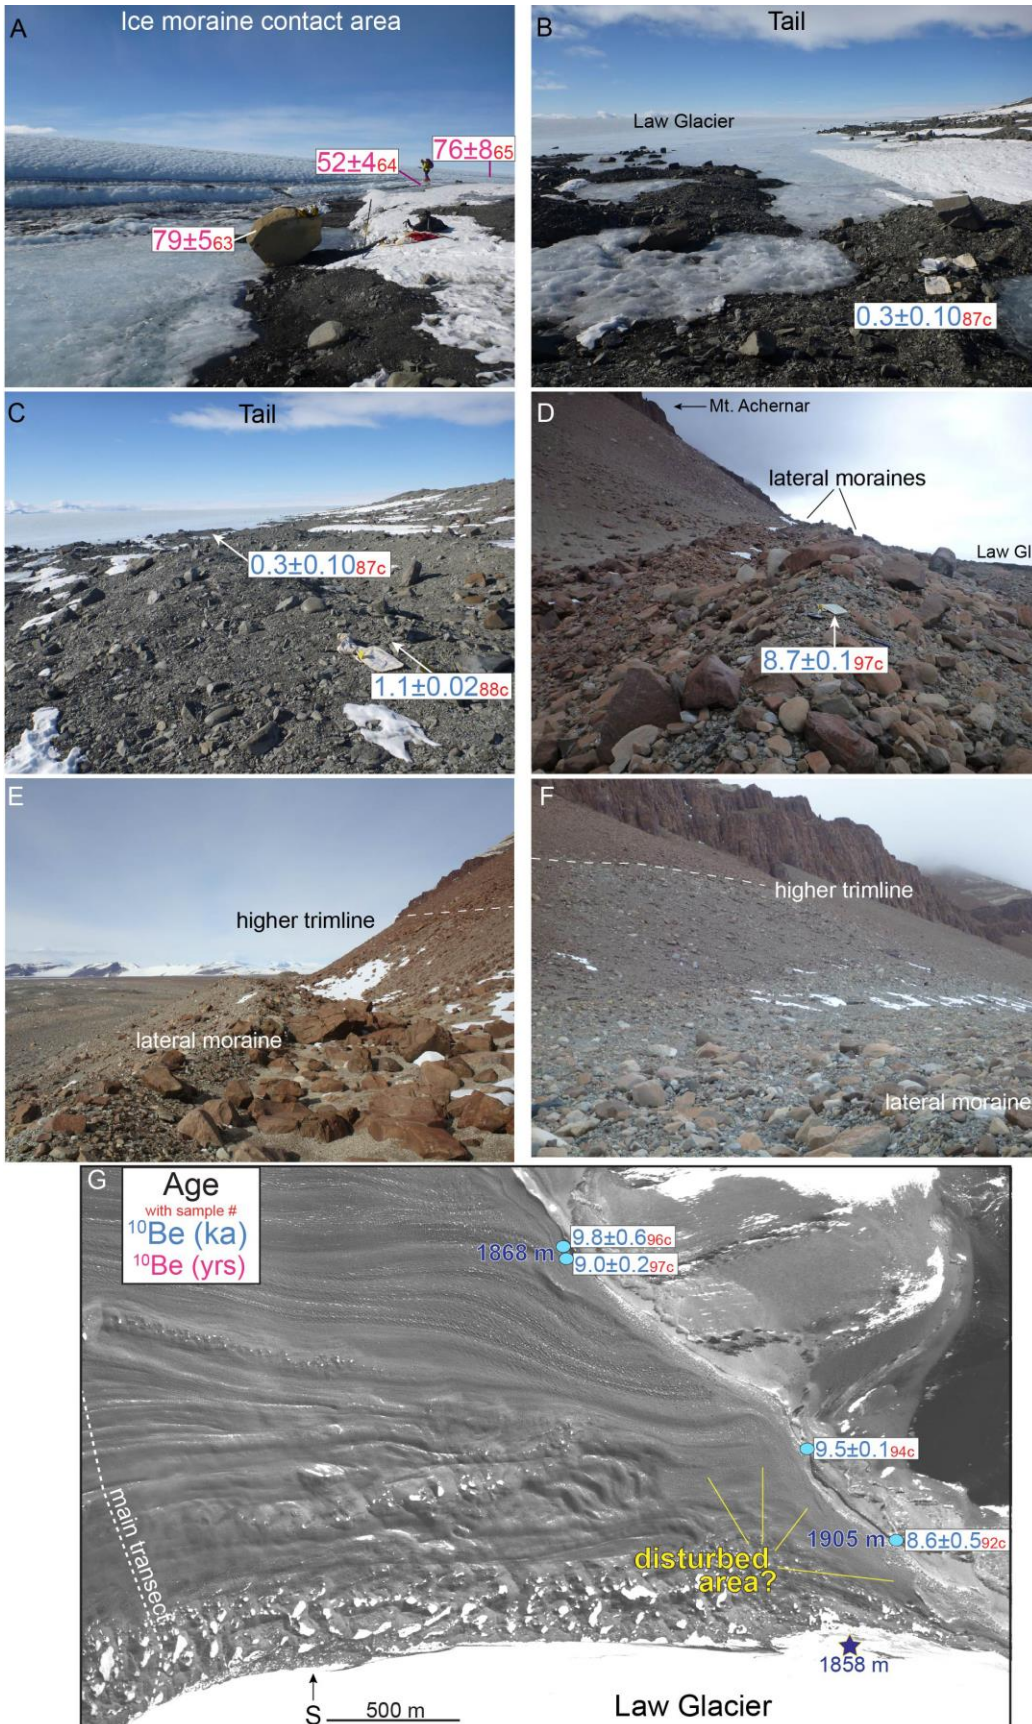 A
Ice moraine contact area
76±8 65
52±4 64
79±5 63
B
Tail
Law Glacier
0.3±0.10 87c
C
Tail
0.3±0.10 87c
1.1±0.02 88c
D
Mt. Achernar
lateral moraines
Law Gl
8.7±0.1 97c
E
higher trimline
lateral moraine
F
higher trimline
lateral moraine
G
Age
with sample #
¹⁰Be (ka)
¹⁰Be (yrs)
1868 m
9.8±0.6 96c
9.0±0.2 97c
9.5±0.1 94c
main transect
disturbed
area?
1905 m
8.6±0.5 92c
1858 m
S
500 m
Law Glacier